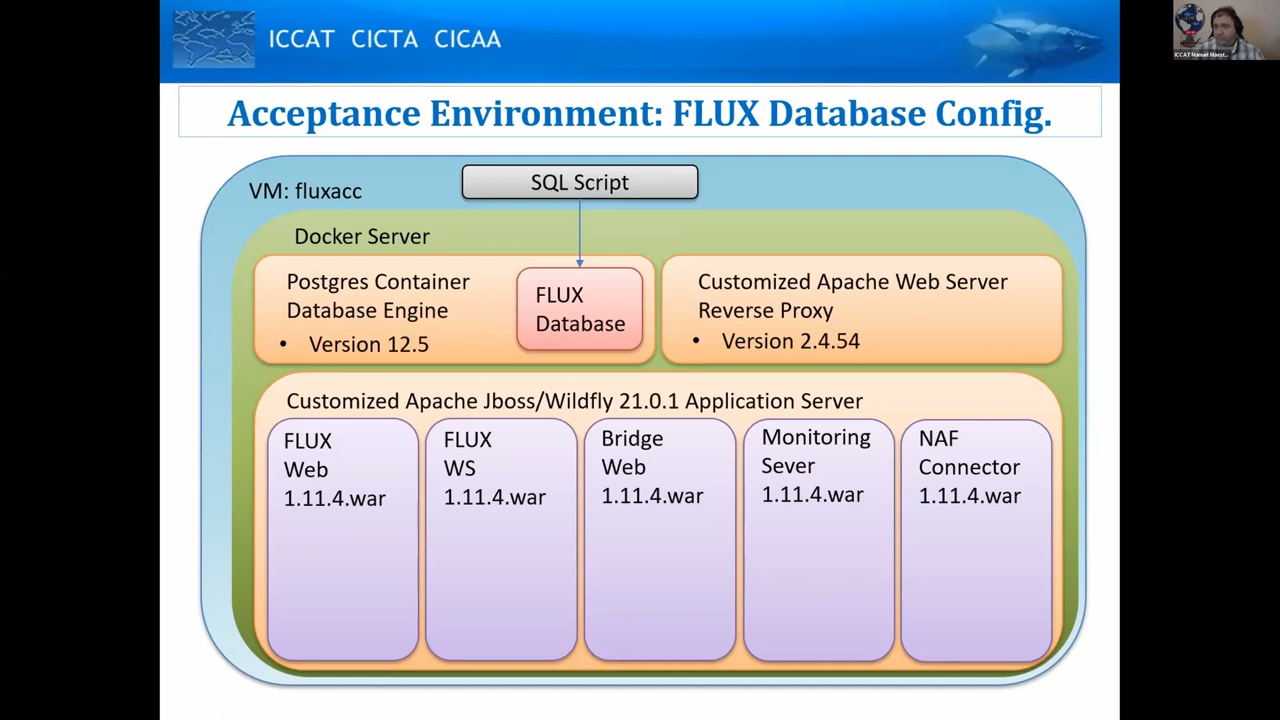 ICCAT CICTA CICAA
ICCAT Manuel Maest...
Acceptance Environment: FLUX Database Config.
VM: fluxacc
SQL Script
Docker Server
Postgres Container
Database Engine
• Version 12.5
FLUX
Database
Customized Apache Web Server
Reverse Proxy
• Version 2.4.54
Customized Apache Jboss/Wildfly 21.0.1 Application Server
FLUX
Web
1.11.4.war
FLUX
WS
1.11.4.war
Bridge
Web
1.11.4.war
Monitoring
Sever
1.11.4.war
NAF
Connector
1.11.4.war